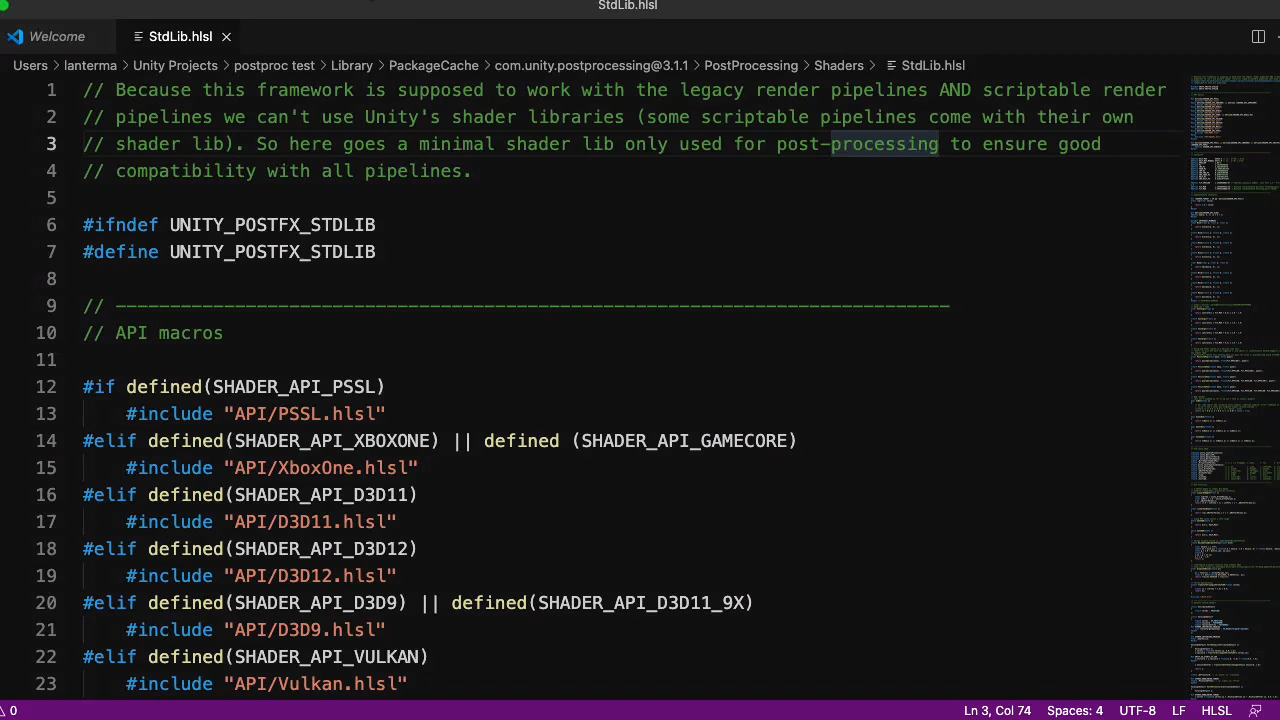 StdLib.hlsl
Welcome
StdLib.hlsl
Users > lanterma > Unity Projects > postproc test > Library > PackageCache > com.unity.postprocessing@3.1.1 > PostProcessing > Shaders > StdLib.hlsl
1 // Because this framework is supposed to work with the legacy render pipelines AND scriptable render
2 // pipelines we can't use Unity's shader libraries (some scriptable pipelines come with their own
3 // shader lib). So here goes a minimal shader lib only used for post-processing to ensure good
4 // compatibility with all pipelines.
5
6 #ifndef UNITY_POSTFX_STDLIB
7 #define UNITY_POSTFX_STDLIB
8
9 // -----------------------------------------------------------------------------
10 // API macros
11
12 #if defined(SHADER_API_PSSL)
13 #include "API/PSSL.hlsl"
14 #elif defined(SHADER_API_XBOXONE) || defined (SHADER_API_GAMECORE)
15 #include "API/XboxOne.hlsl"
16 #elif defined(SHADER_API_D3D11)
17 #include "API/D3D11.hlsl"
18 #elif defined(SHADER_API_D3D12)
19 #include "API/D3D12.hlsl"
20 #elif defined(SHADER_API_D3D9) || defined(SHADER_API_D3D11_9X)
21 #include "API/D3D9.hlsl"
22 #elif defined(SHADER_API_VULKAN)
23 #include "API/Vulkan.hlsl"
0 Ln 3, Col 74 Spaces: 4 UTF-8 LF HLSL